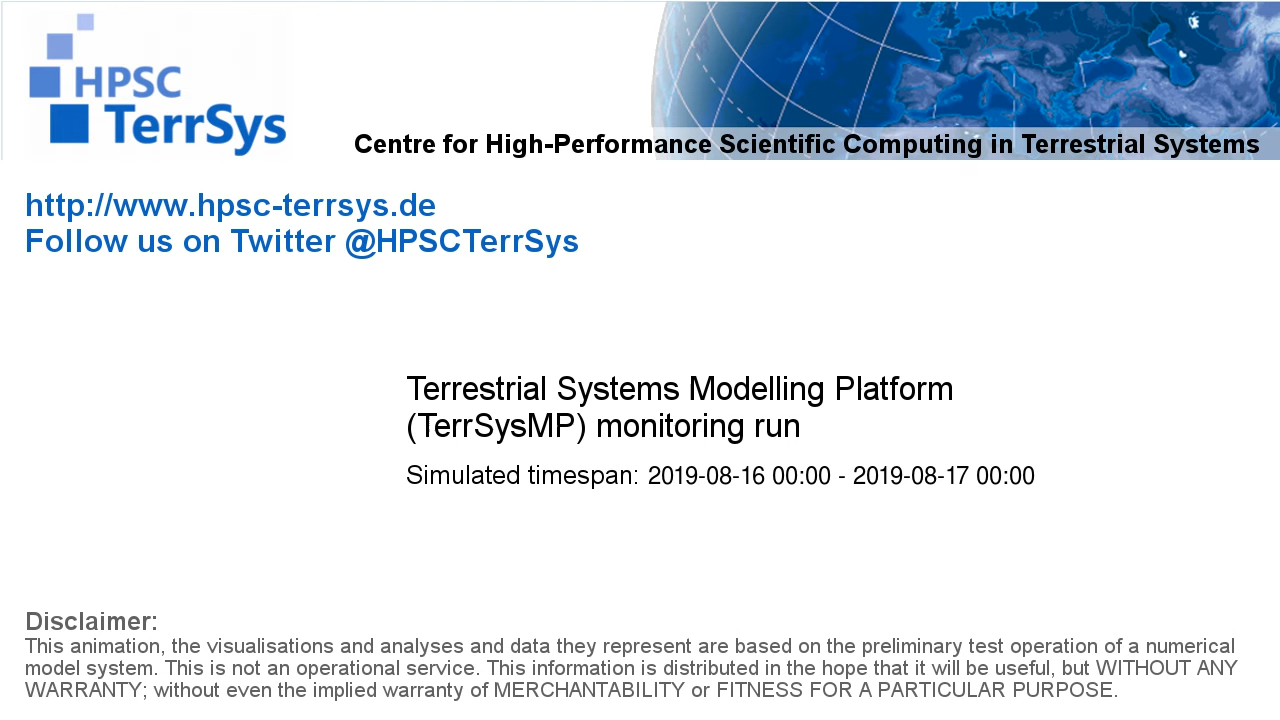 HPSC
TerrSys
Centre for High-Performance Scientific Computing in Terrestrial Systems
http://www.hpsc-terrsys.de
Follow us on Twitter @HPSCTerrSys
Terrestrial Systems Modelling Platform
(TerrSysMP) monitoring run
Simulated timespan: 2019-08-16 00:00 - 2019-08-17 00:00
Disclaimer:
This animation, the visualisations and analyses and data they represent are based on the preliminary test operation of a numerical
model system. This is not an operational service. This information is distributed in the hope that it will be useful, but WITHOUT ANY
WARRANTY; without even the implied warranty of MERCHANTABILITY or FITNESS FOR A PARTICULAR PURPOSE.